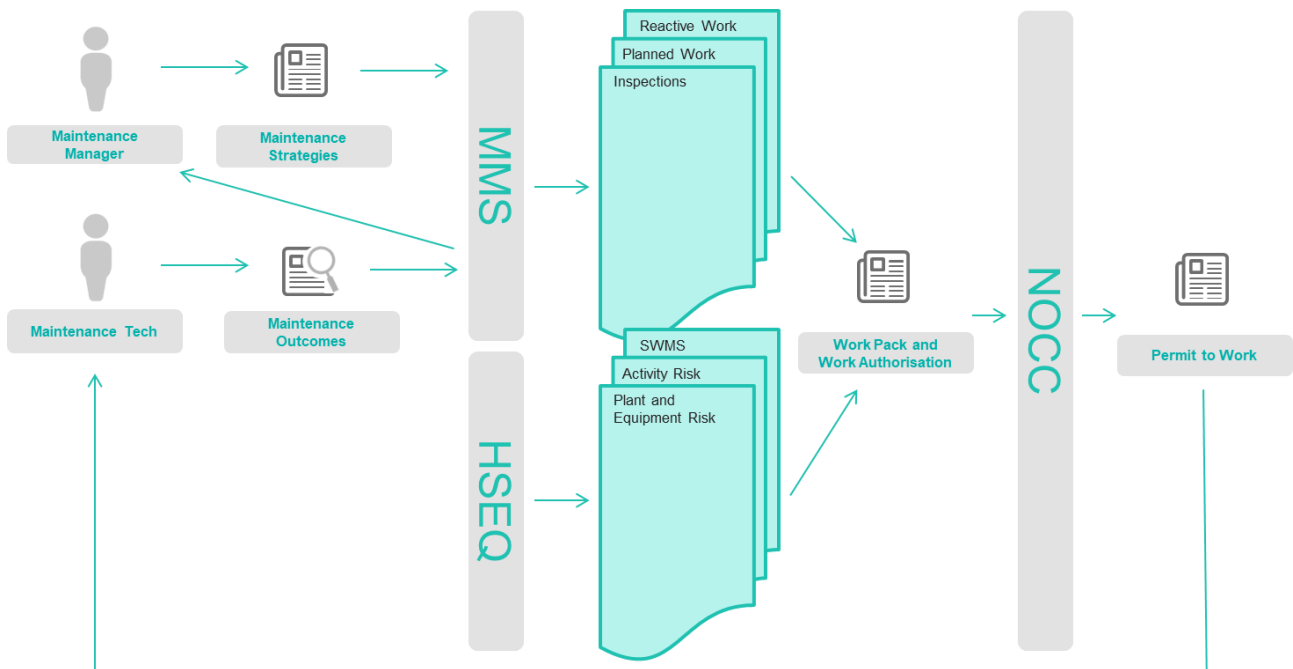 Maintenance
Manager
Maintenance
Strategies
Maintenance Tech
Maintenance
Outcomes
MMS
HSEQ
Reactive Work
Planned Work
Inspections
SWMS
Activity Risk
Plant and
Equipment Risk
Work Pack and
Work Authorisation
NOCC
Permit to Work